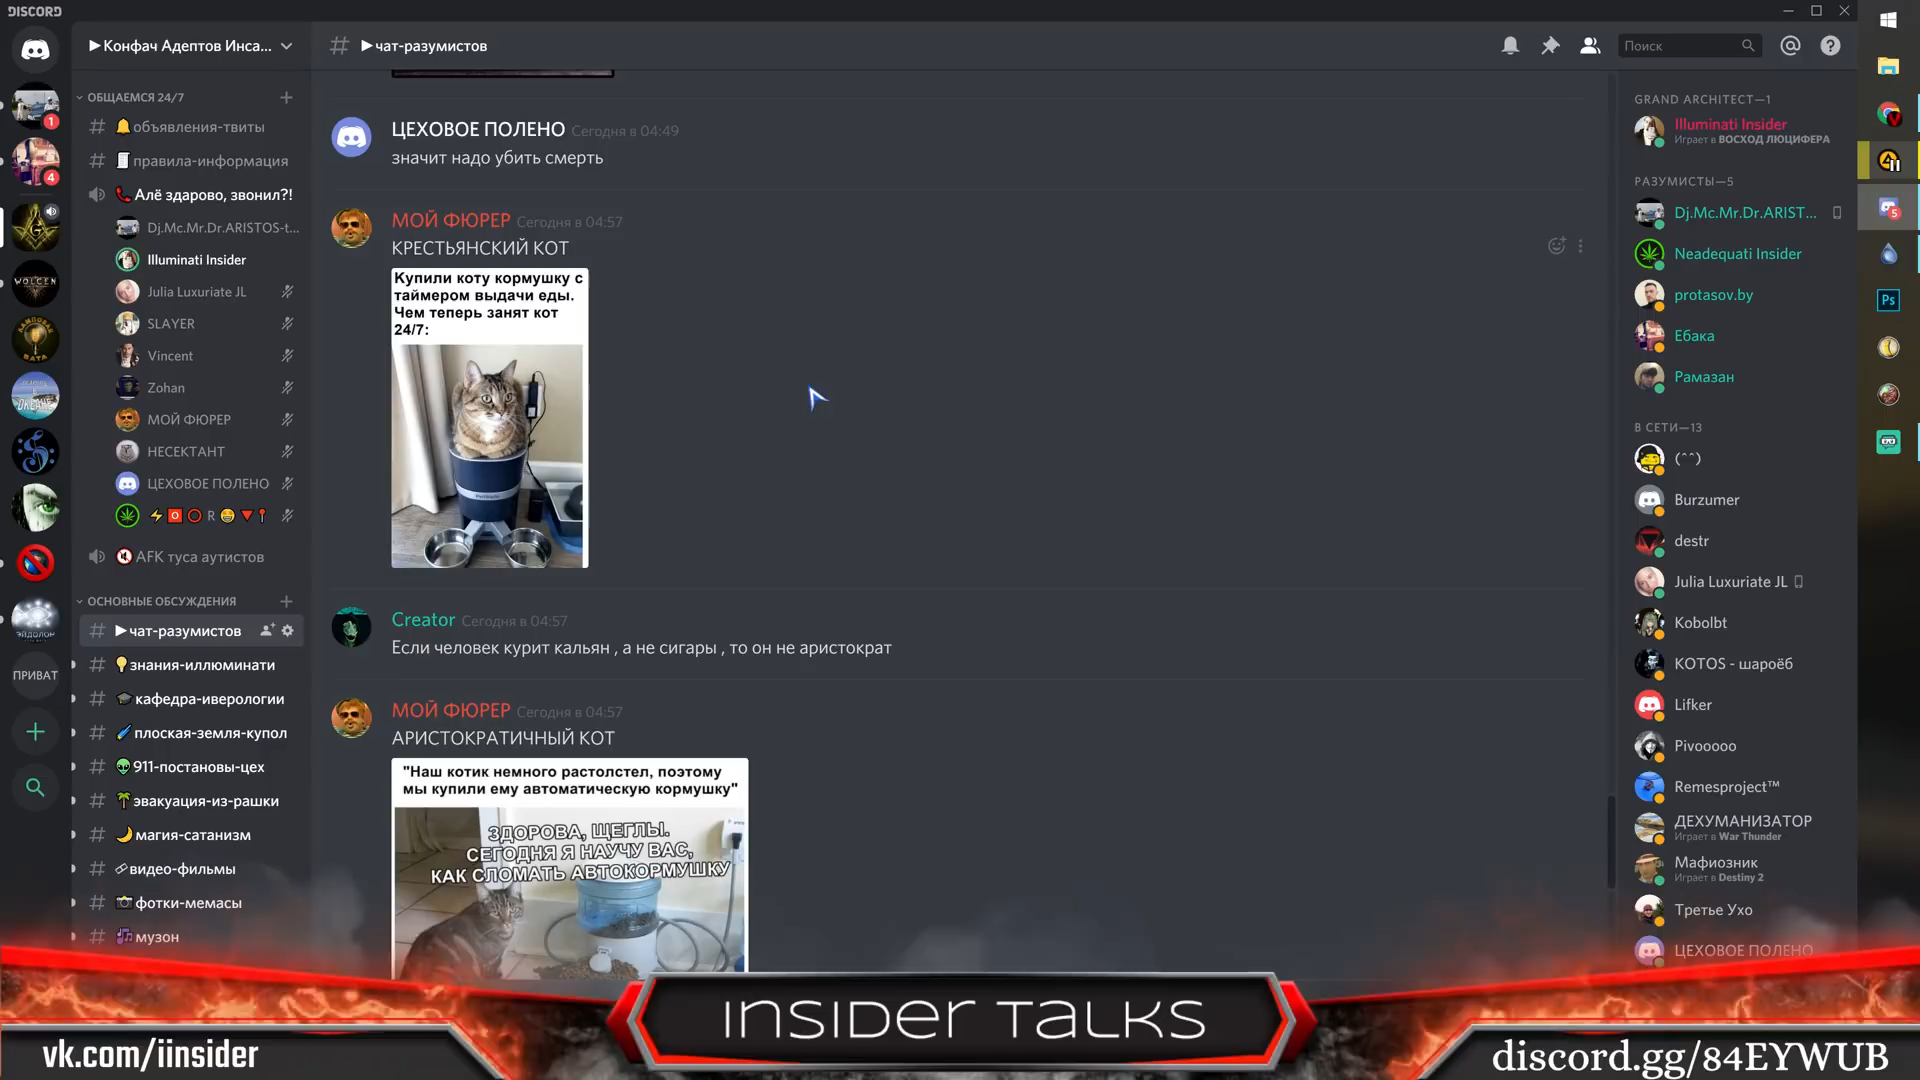 DISCORD
▶Конфач Адептов Инса...
ОБЩАЕМСЯ 24/7
объявления-твиты
правила-информация
Алё здарово, звонил?!
Dj.Mc.Mr.Dr.ARISTOS-t...
Illuminati Insider
Julia Luxuriate JL
SLAYER
Vincent
Zohan
МОЙ ФЮРЕР
НЕСЕКТАНТ
ЦЕХОВОЕ ПОЛЕНО
R
AFK туса аутистов
ОСНОВНЫЕ ОБСУЖДЕНИЯ
▶чат-разумистов
знания-иллюминати
кафедра-иверологии
плоская-земля-купол
911-постановы-цех
эвакуация-из-рашки
магия-сатанизм
видео-фильмы
фотки-мемасы
музон
1
4
WOLCEN
ВАТА
ОКЕАНЕ
ЭЙДОЛОН
ПРИВАТ
# ▶чат-разумистов
Поиск
ЦЕХОВОЕ ПОЛЕНО Сегодня в 04:49
значит надо убить смерть
МОЙ ФЮРЕР Сегодня в 04:57
КРЕСТЬЯНСКИЙ КОТ
Купили коту кормушку с
таймером выдачи еды.
Чем теперь занят кот
24/7:
Creator Сегодня в 04:57
Если человек курит кальян , а не сигары , то он не аристократ
МОЙ ФЮРЕР Сегодня в 04:57
АРИСТОКРАТИЧНЫЙ КОТ
"Наш котик немного растолстел, поэтому
мы купили ему автоматическую кормушку"
ЗДОРОВА, ЩЕГЛЫ.
СЕГОДНЯ Я НАУЧУ ВАС,
КАК СЛОМАТЬ АВТОКОРМУШКУ
GRAND ARCHITECT—1
Illuminati Insider
Играет в ВОСХОД ЛЮЦИФЕРА
РАЗУМИСТЫ—5
Dj.Mc.Mr.Dr.ARIST...
Neadequati Insider
protasov.by
Ебака
Рамазан
В СЕТИ—13
(^^)
Burzumer
destr
Julia Luxuriate JL
Kobolbt
KOTOS - шароёб
Lifker
Pivooooo
Remesproject™
ДЕХУМАНИЗАТОР
Играет в War Thunder
Мафиозник
Играет в Destiny 2
Третье Ухо
ЦЕХОВОЕ ПОЛЕНО
5
Ps
INSIDER TALKS
vk.com/iinsider
discord.gg/84EYWUB